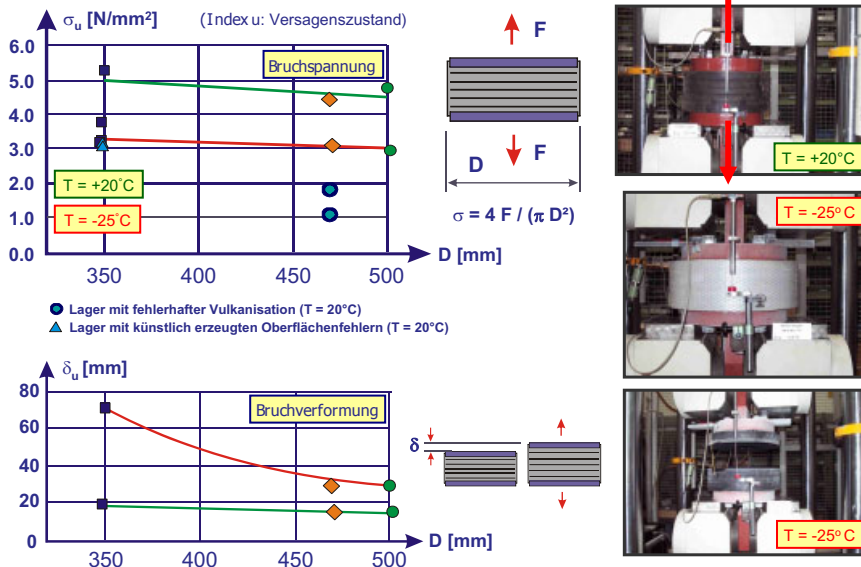 σu [N/mm²]
(Index u: Versagenszustand)
6.0
5.0
4.0
3.0
2.0
1.0
0.0
Bruchspannung
T = +20°C
T = -25°C
350
400
450
500
D [mm]
Lager mit fehlerhafter Vulkanisation (T = 20°C)
Lager mit künstlich erzeugten Oberflächenfehlern (T = 20°C)
F
F
D
σ = 4 F / (π D²)
T = +20°C
T = -25° C
T = -25° C
δu [mm]
80
60
40
20
0
Bruchverformung
350
400
450
500
D [mm]
δ